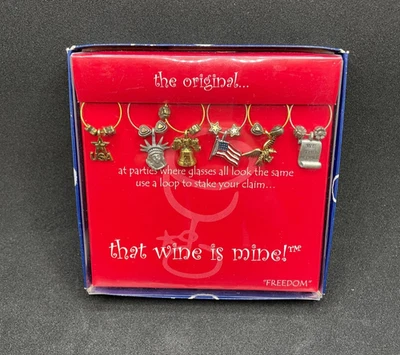 the original...
at parties where glasses all look the same
use a loop to stake your claim...
that wine is mine!™
"FREEDOM"